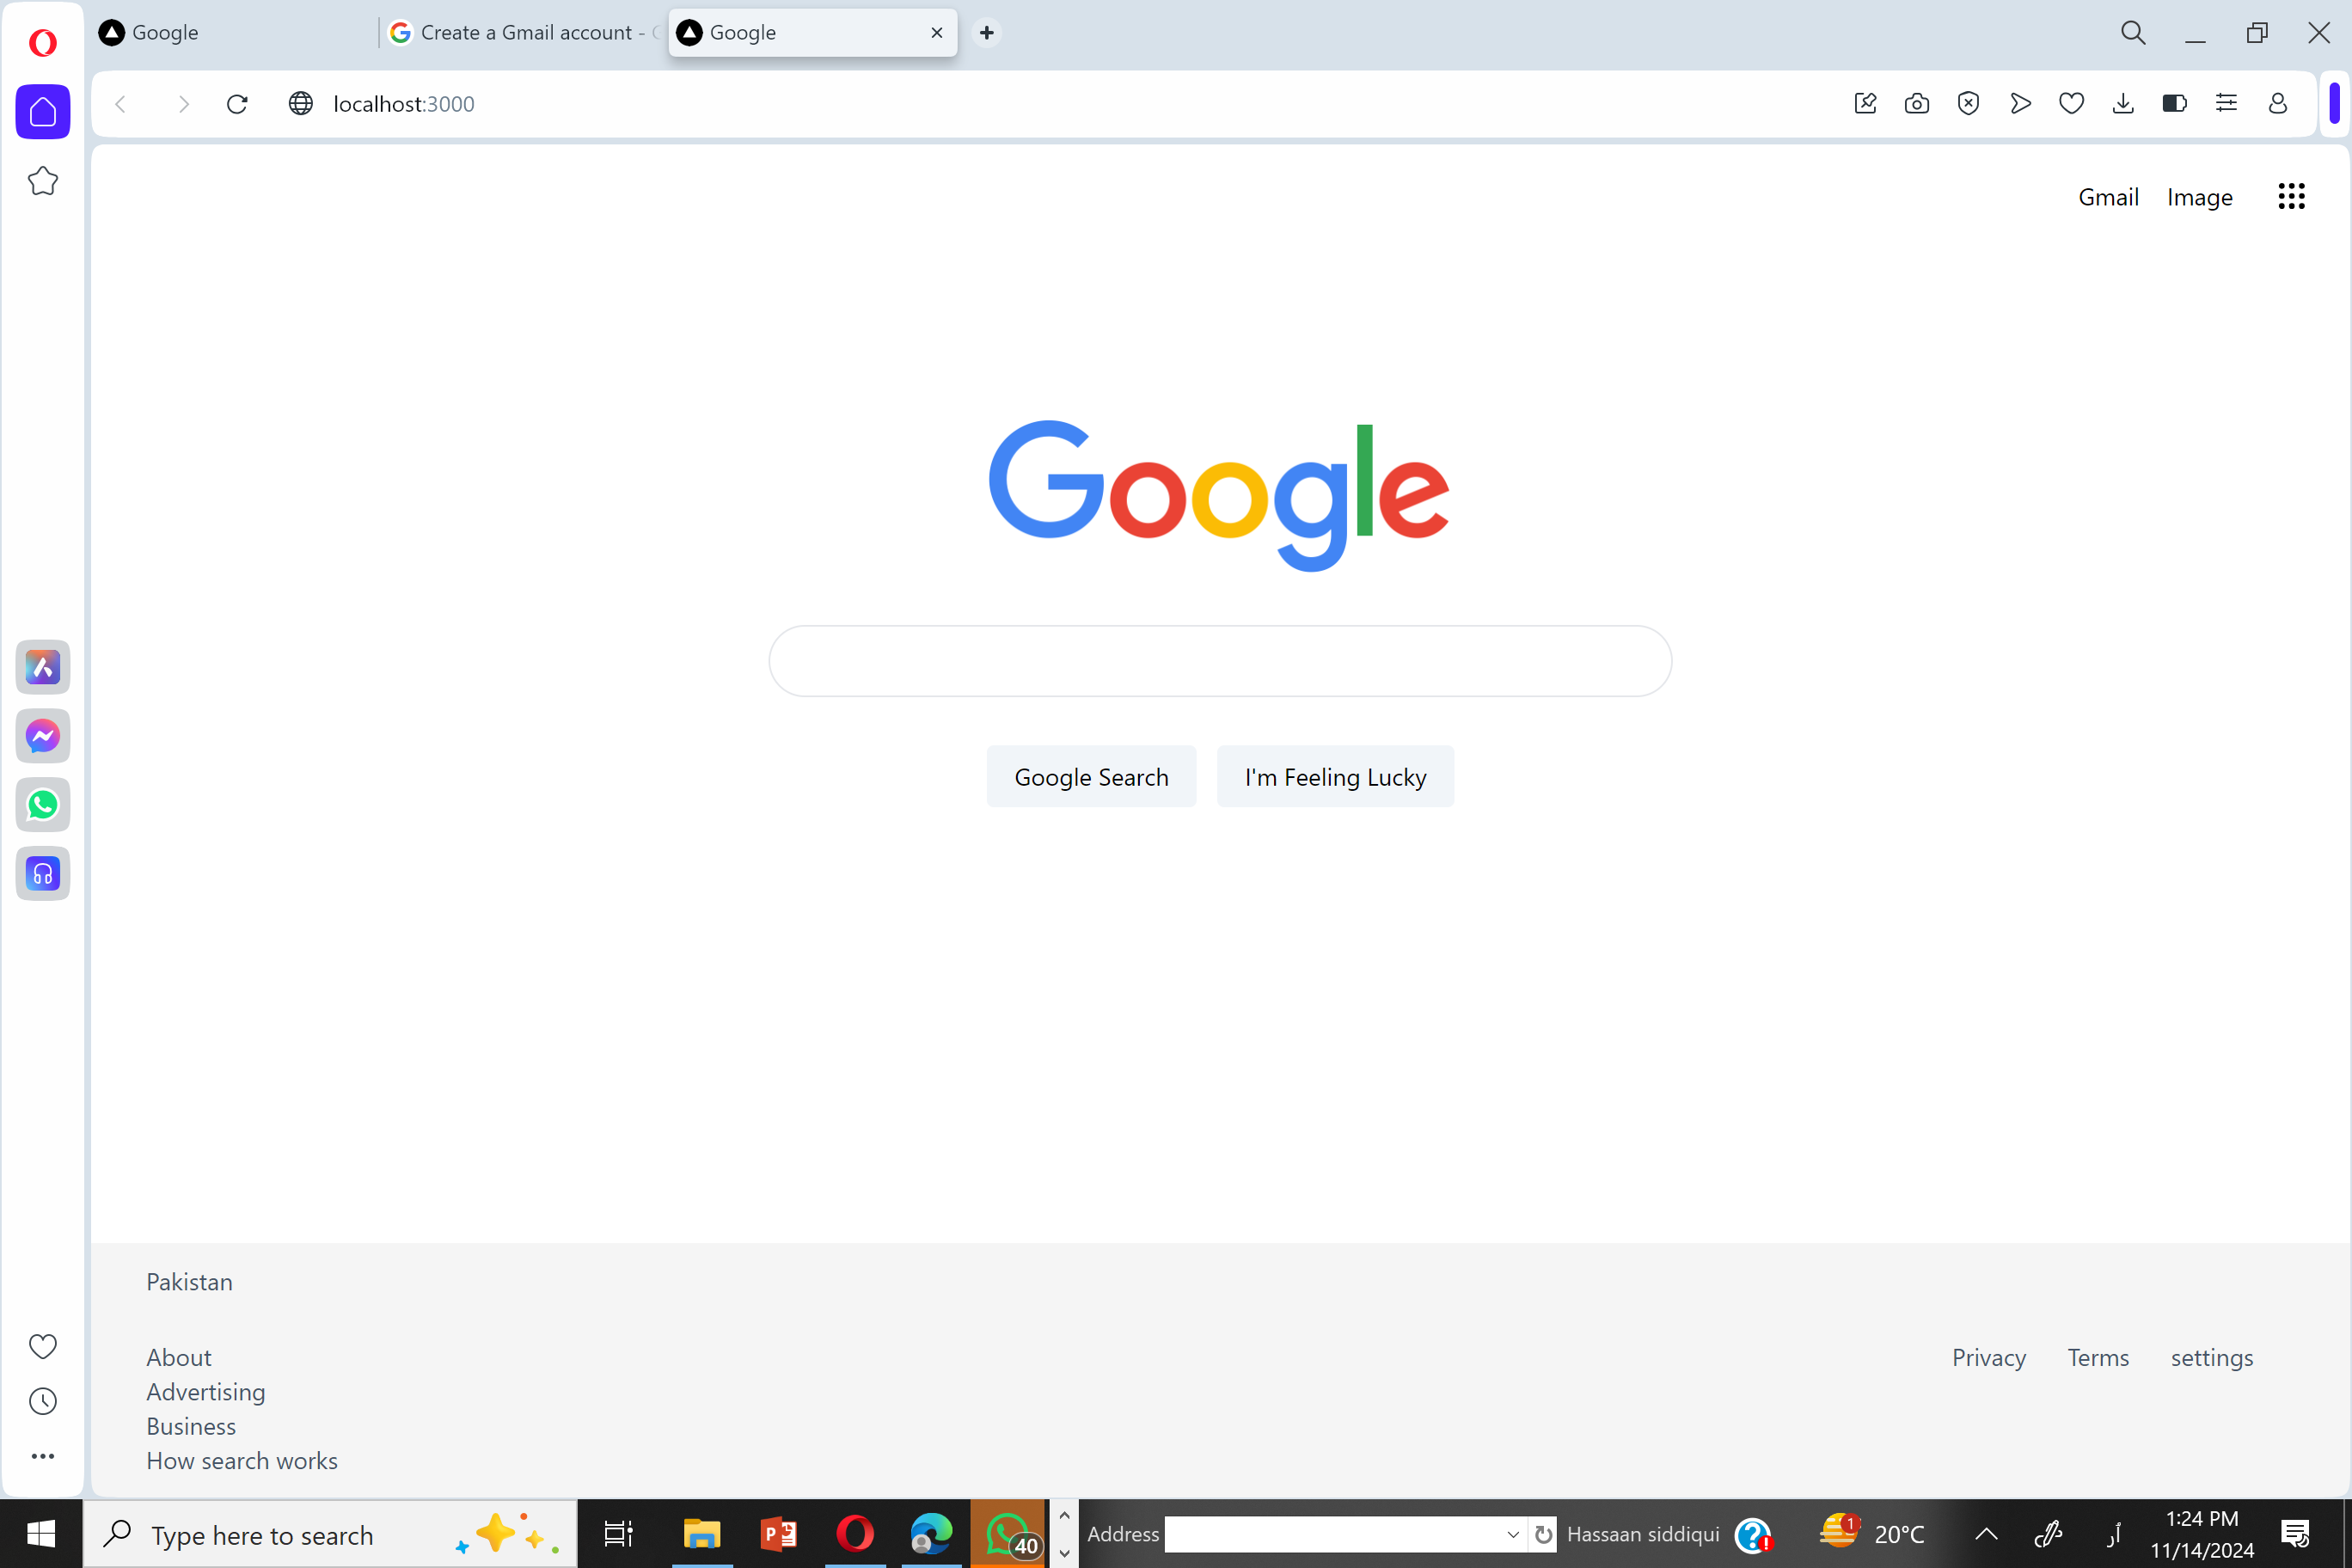 Google
Create a Gmail account -
Google
localhost:3000
Gmail Image
Google
Google Search
I'm Feeling Lucky
Pakistan
About
Advertising
Business
How search works
Privacy Terms settings
Type here to search
40
Address
Hassaan siddiqui
1
20°C
أر
1:24 PM
11/14/2024